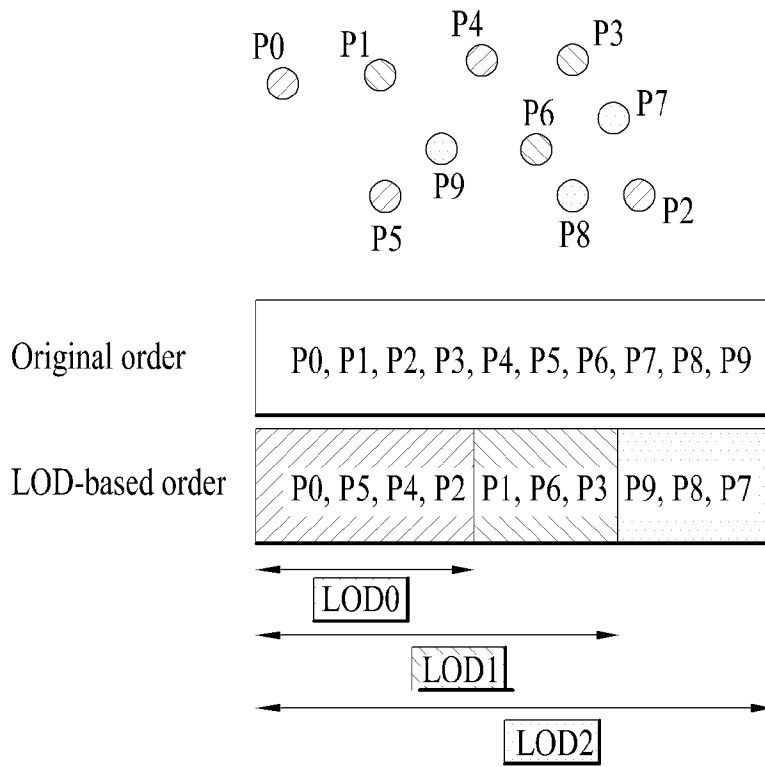 P0
P1
P4
P3
P7
P6
P9
P5
P8
P2
Original order
P0, P1, P2, P3, P4, P5, P6, P7, P8, P9
LOD-based order
P0, P5, P4, P2, P1, P6, P3, P9, P8, P7
LOD0
LOD1
LOD2